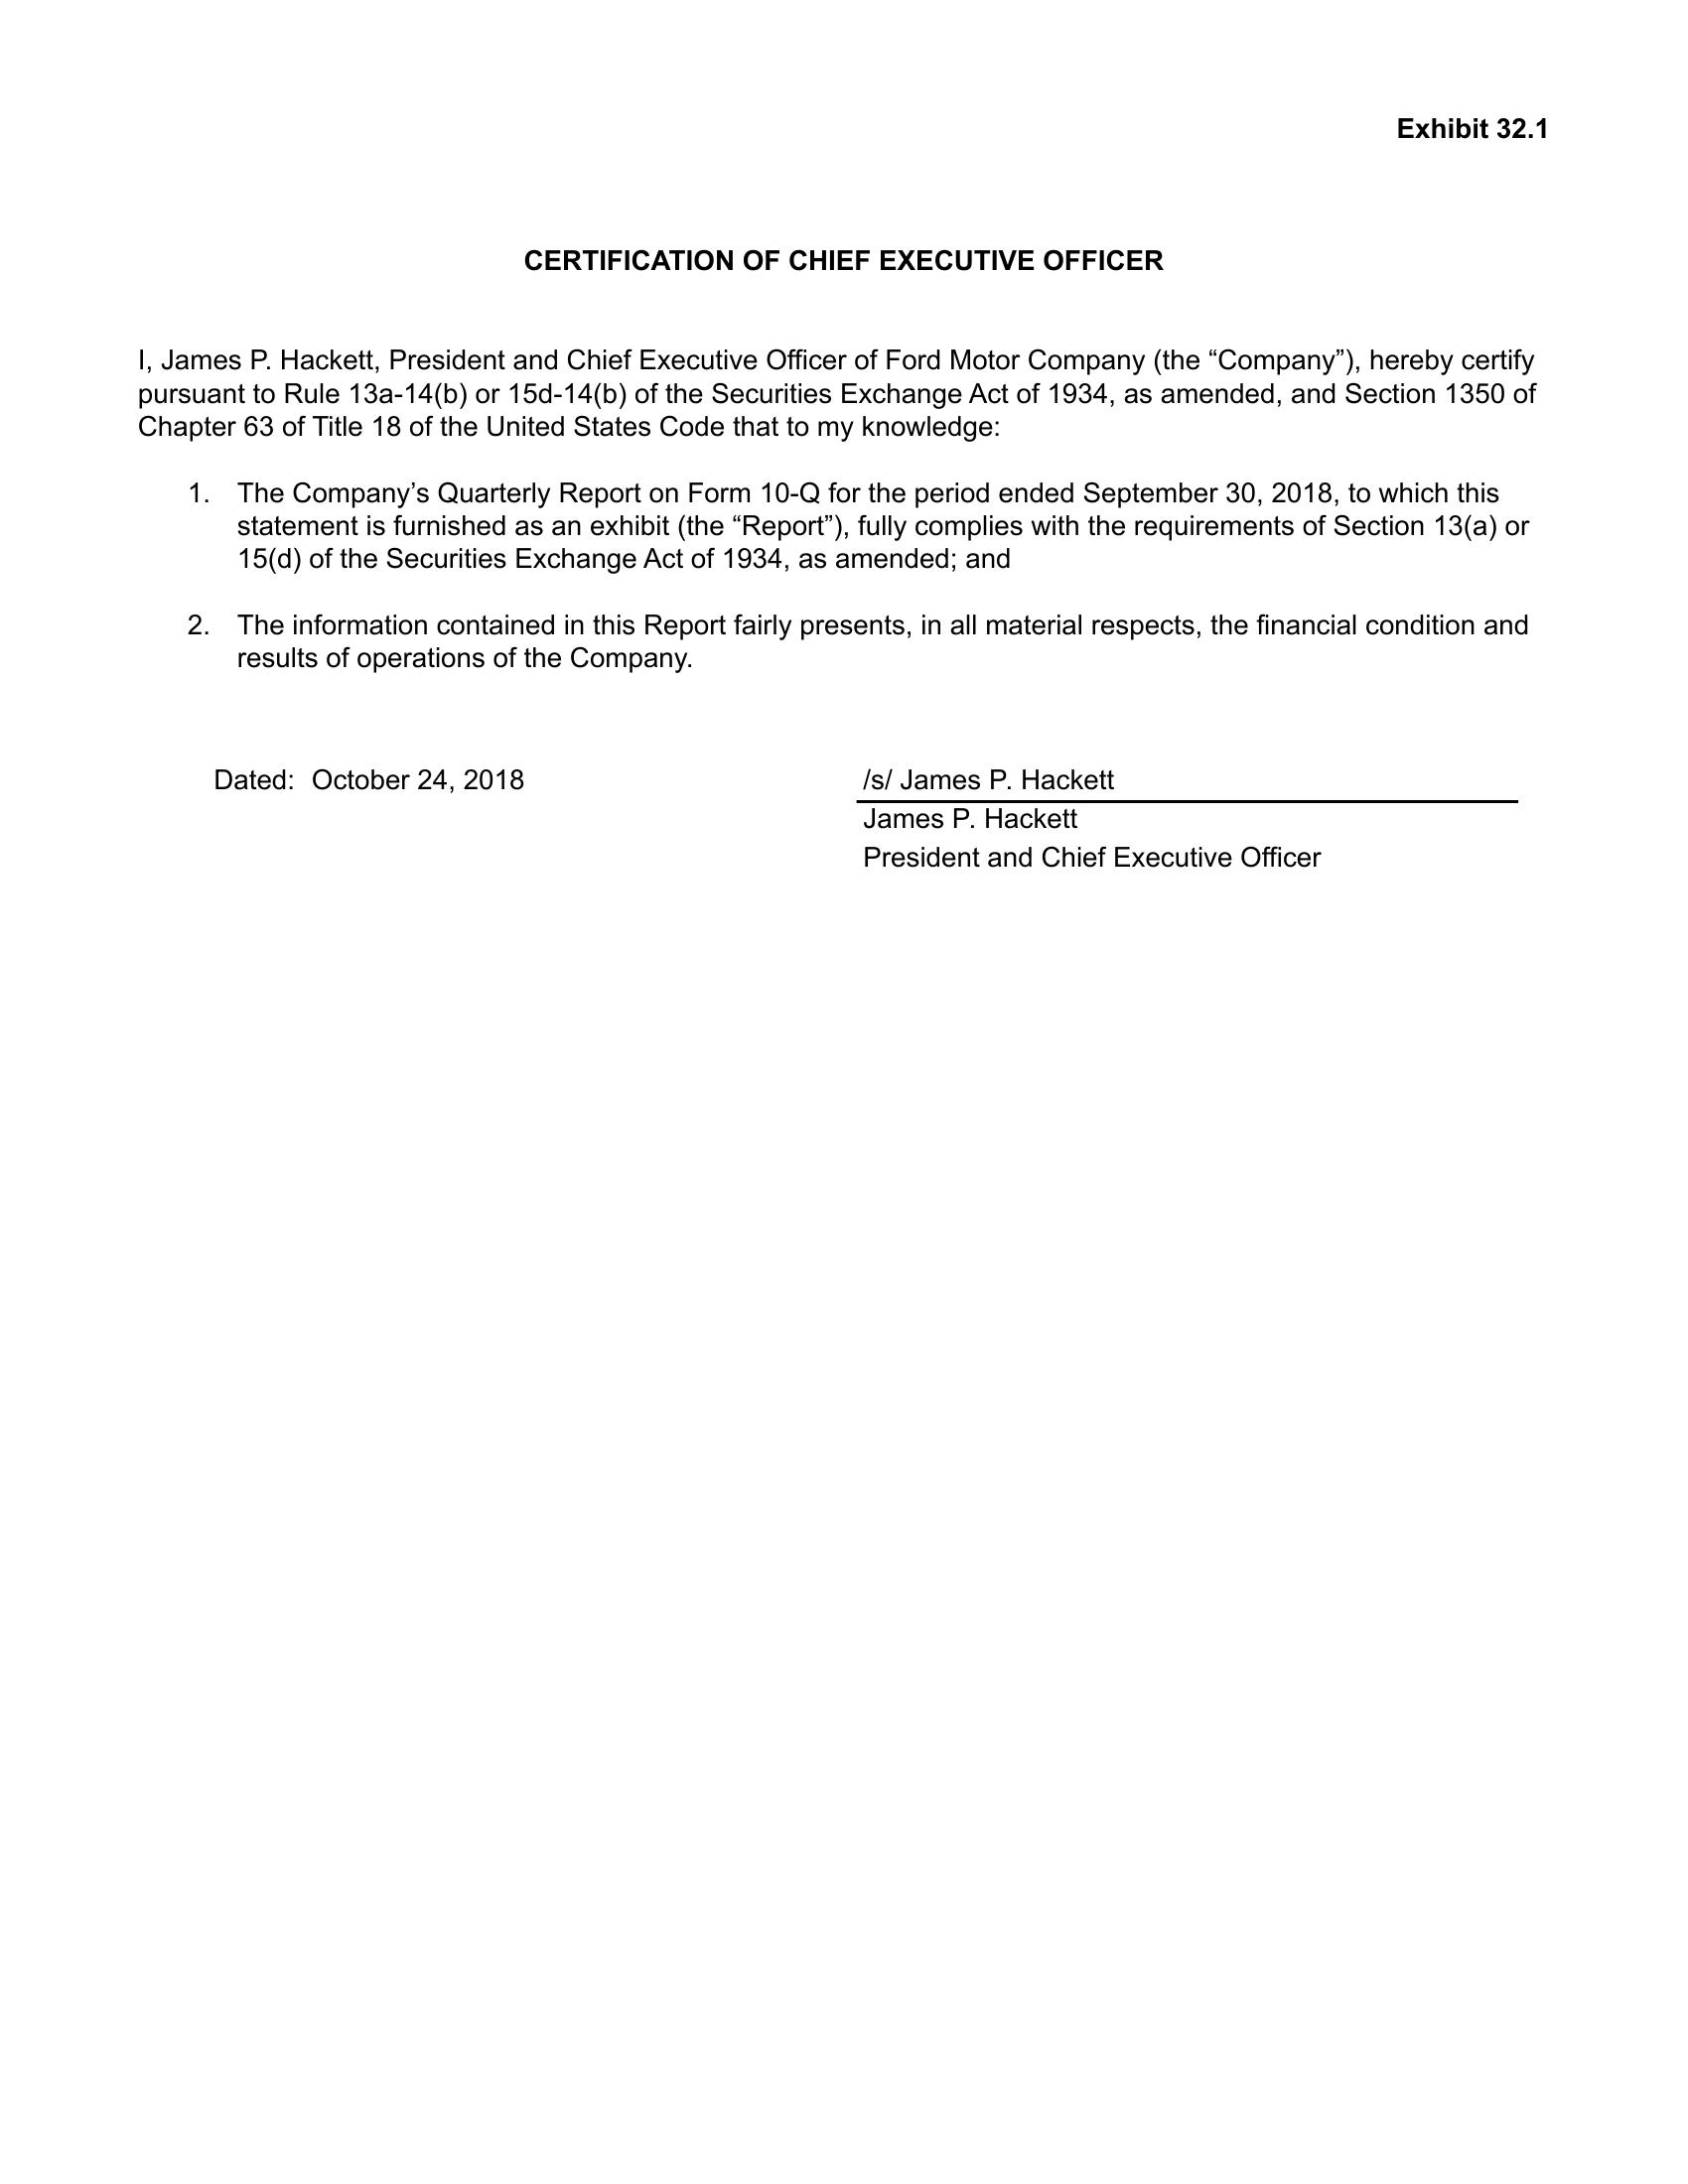 Exhibit 32.1
CERTIFICATION OF CHIEF EXECUTIVE OFFICER
I, James P. Hackett, President and Chief Executive Officer of Ford Motor Company (the “Company”), hereby certify
pursuant to Rule 13a-14(b) or 15d-14(b) of the Securities Exchange Act of 1934, as amended, and Section 1350 of
Chapter 63 of Title 18 of the United States Code that to my knowledge:
1. The Company’s Quarterly Report on Form 10-Q for the period ended September 30, 2018, to which this
statement is furnished as an exhibit (the “Report”), fully complies with the requirements of Section 13(a) or
15(d) of the Securities Exchange Act of 1934, as amended; and
2. The information contained in this Report fairly presents, in all material respects, the financial condition and
results of operations of the Company.
Dated: October 24, 2018 /s/ James P. Hackett
James P. Hackett
President and Chief Executive Officer